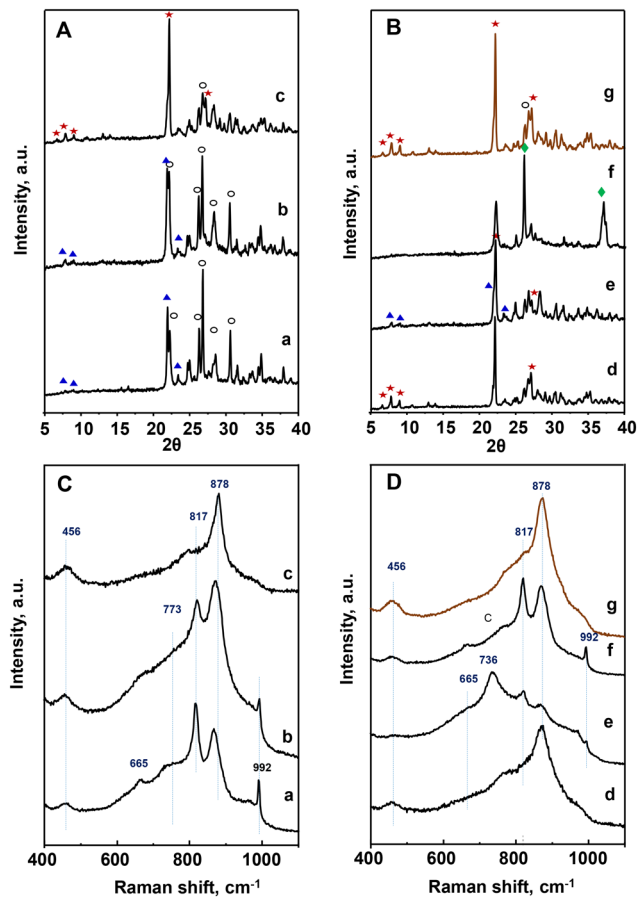 A
B
c
g
f
b
e
a
d
Intensity, a.u.
Intensity, a.u.
5 10 15 20 25 30 35 40
5 10 15 20 25 30 35 40
2θ
2θ
C
D
878
878
817
817
456
456
c
g
773
C
992
f
736
665
b
e
665
992
a
d
Intensity, a.u.
Intensity, a.u.
400 600 800 1000
400 600 800 1000
Raman shift, cm-1
Raman shift, cm-1